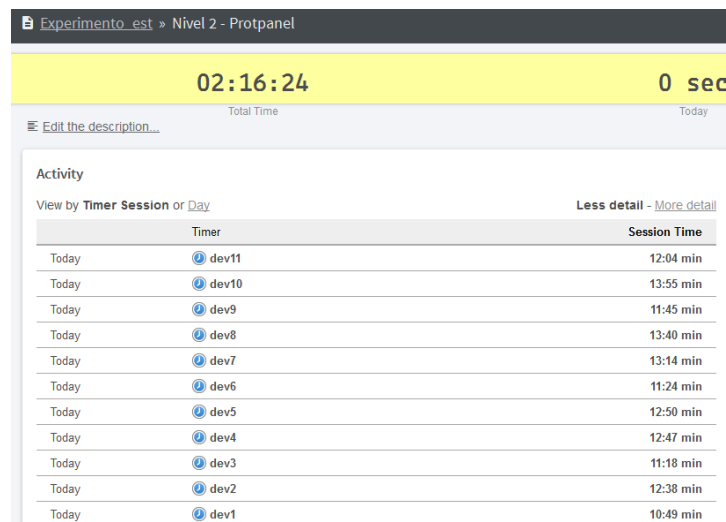 Experimento_est » Nivel 2 - Protpanel
02:16:24 0 sec
Total Time Today
Edit the description...
Activity
View by Timer Session or Day Less detail - More detail
Timer Session Time
Today dev11 12:04 min
Today dev10 13:55 min
Today dev9 11:45 min
Today dev8 13:40 min
Today dev7 13:14 min
Today dev6 11:24 min
Today dev5 12:50 min
Today dev4 12:47 min
Today dev3 11:18 min
Today dev2 12:38 min
Today dev1 10:49 min